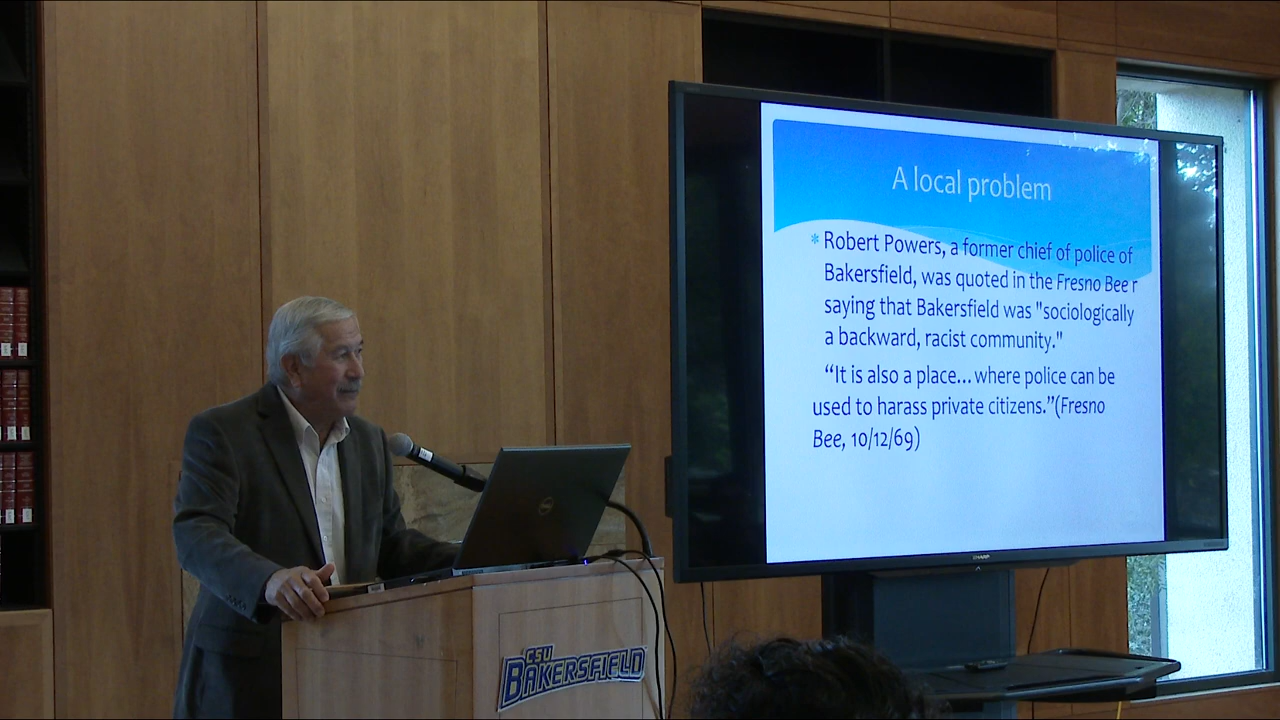 A local problem
* Robert Powers, a former chief of police of
Bakersfield, was quoted in the Fresno Bee r
saying that Bakersfield was "sociologically
a backward, racist community."
“It is also a place...where police can be
used to harass private citizens.”(Fresno
Bee, 10/12/69)
SHARP
DELL
CSU
BAKERSFIELD